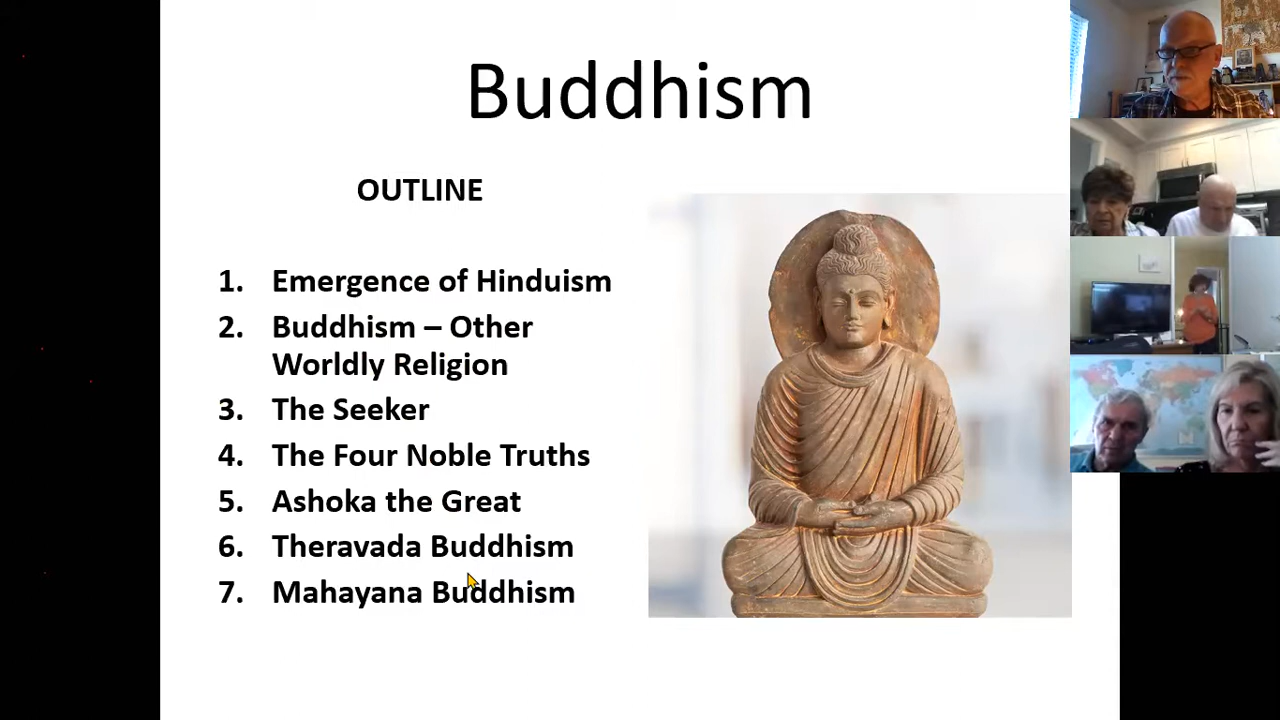 Buddhism
OUTLINE
1. Emergence of Hinduism
2. Buddhism – Other
Worldly Religion
3. The Seeker
4. The Four Noble Truths
5. Ashoka the Great
6. Theravada Buddhism
7. Mahayana Buddhism